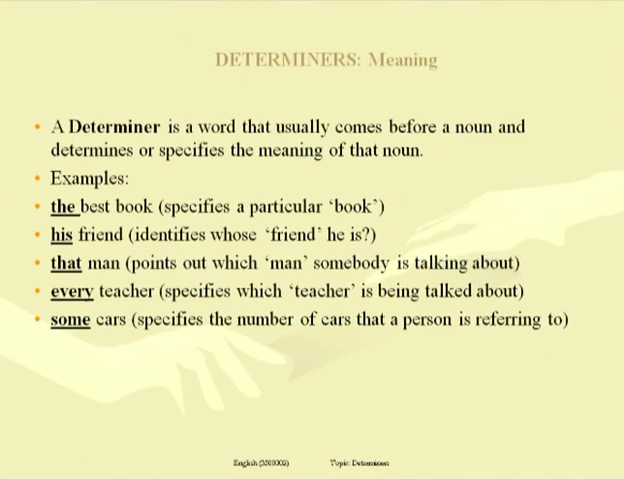 DETERMINERS: Meaning
• A Determiner is a word that usually comes before a noun and
determines or specifies the meaning of that noun.
• Examples:
• the best book (specifies a particular ‘book’)
• his friend (identifies whose ‘friend’ he is?)
• that man (points out which ‘man’ somebody is talking about)
• every teacher (specifies which ‘teacher’ is being talked about)
• some cars (specifies the number of cars that a person is referring to)
English Topic: Determiners